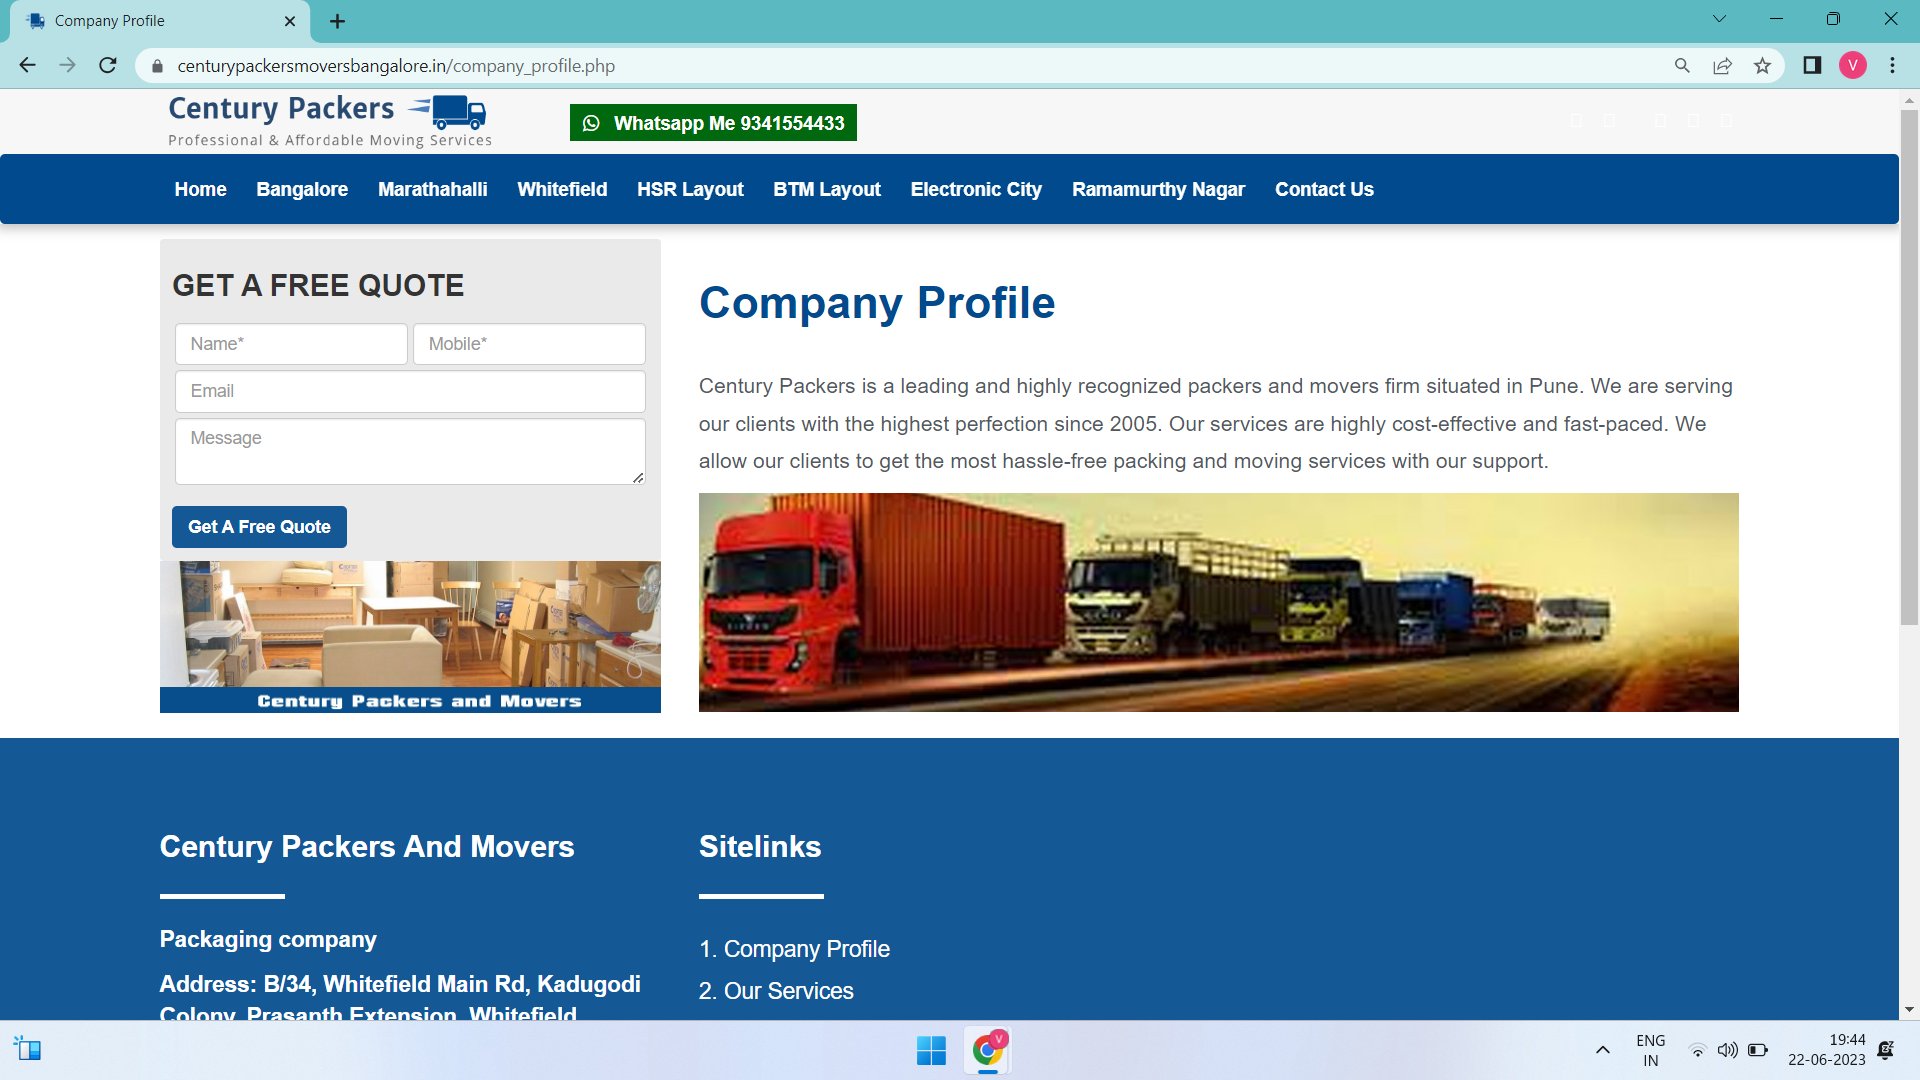 Company Profile
centurypackersmoversbangalore.in/company_profile.php
V
Century Packers
Professional & Affordable Moving Services
Whatsapp Me 9341554433
Home Bangalore Marathahalli Whitefield HSR Layout BTM Layout Electronic City Ramamurthy Nagar Contact Us
GET A FREE QUOTE
Name* Mobile*
Email
Message
Get A Free Quote
Century Packers and Movers
Company Profile
Century Packers is a leading and highly recognized packers and movers firm situated in Pune. We are serving
our clients with the highest perfection since 2005. Our services are highly cost-effective and fast-paced. We
allow our clients to get the most hassle-free packing and moving services with our support.
Century Packers And Movers
Packaging company
Address: B/34, Whitefield Main Rd, Kadugodi
Colony, Prasanth Extension, Whitefield,
Sitelinks
1. Company Profile
2. Our Services
V
ENG
IN
19:44
22-06-2023